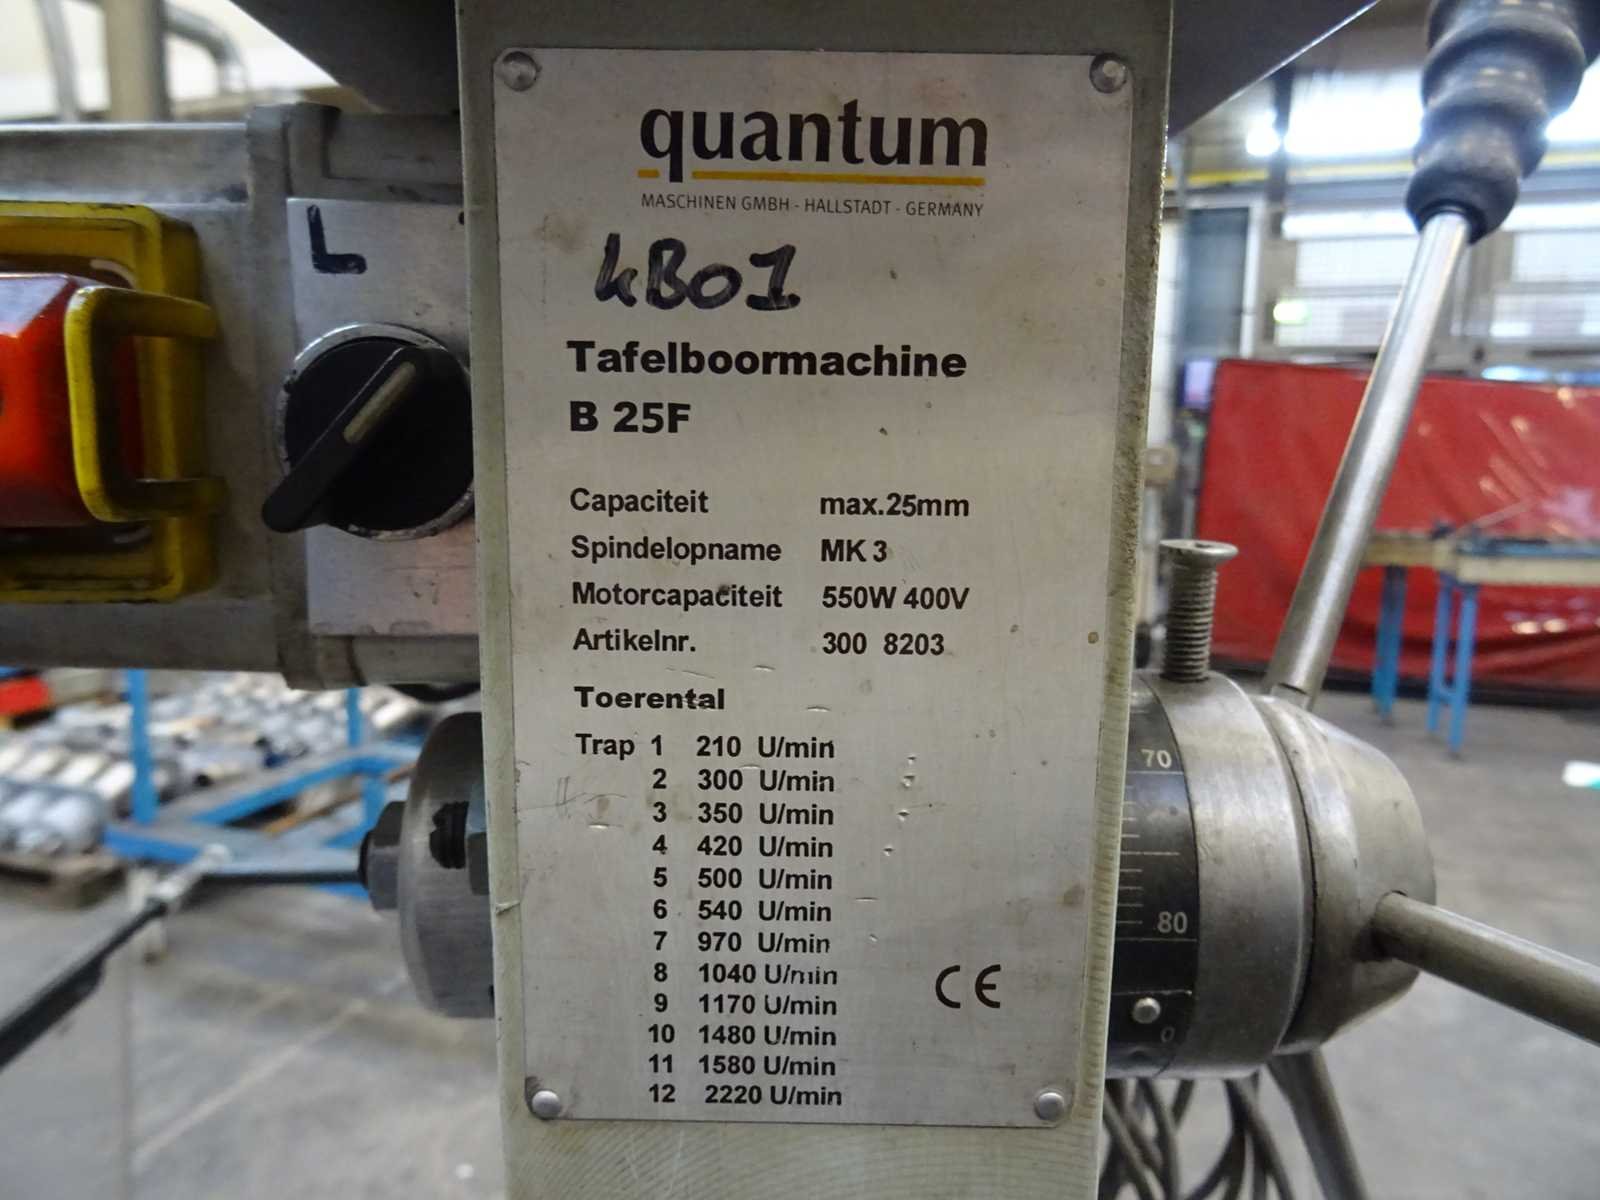 quantum
MASCHINEN GMBH - HALLSTADT - GERMANY
L
kB01
Tafelboormachine
B 25F
Capaciteit max.25mm
Spindelopname MK 3
Motorcapaciteit 550W 400V
Artikelnr. 300 8203
Toerental
Trap 1 210 U/min
2 300 U/min
3 350 U/min
4 420 U/min
5 500 U/min
6 540 U/min
7 970 U/min
8 1040 U/min
9 1170 U/min
10 1480 U/min
11 1580 U/min
12 2220 U/min
CE
70
80
0